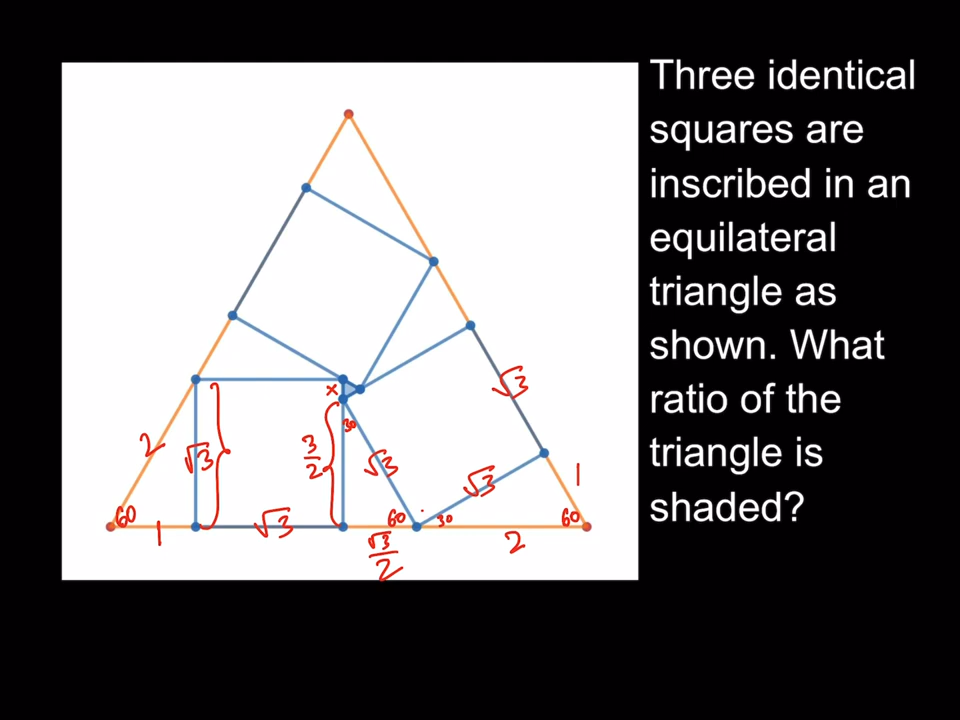 Three identical
squares are
inscribed in an
equilateral
triangle as
shown. What
ratio of the
triangle is
shaded?
x
30
√3
2
√3
3/2
√3
√3
1
60
1
√3
60
√3/2
30
2
60